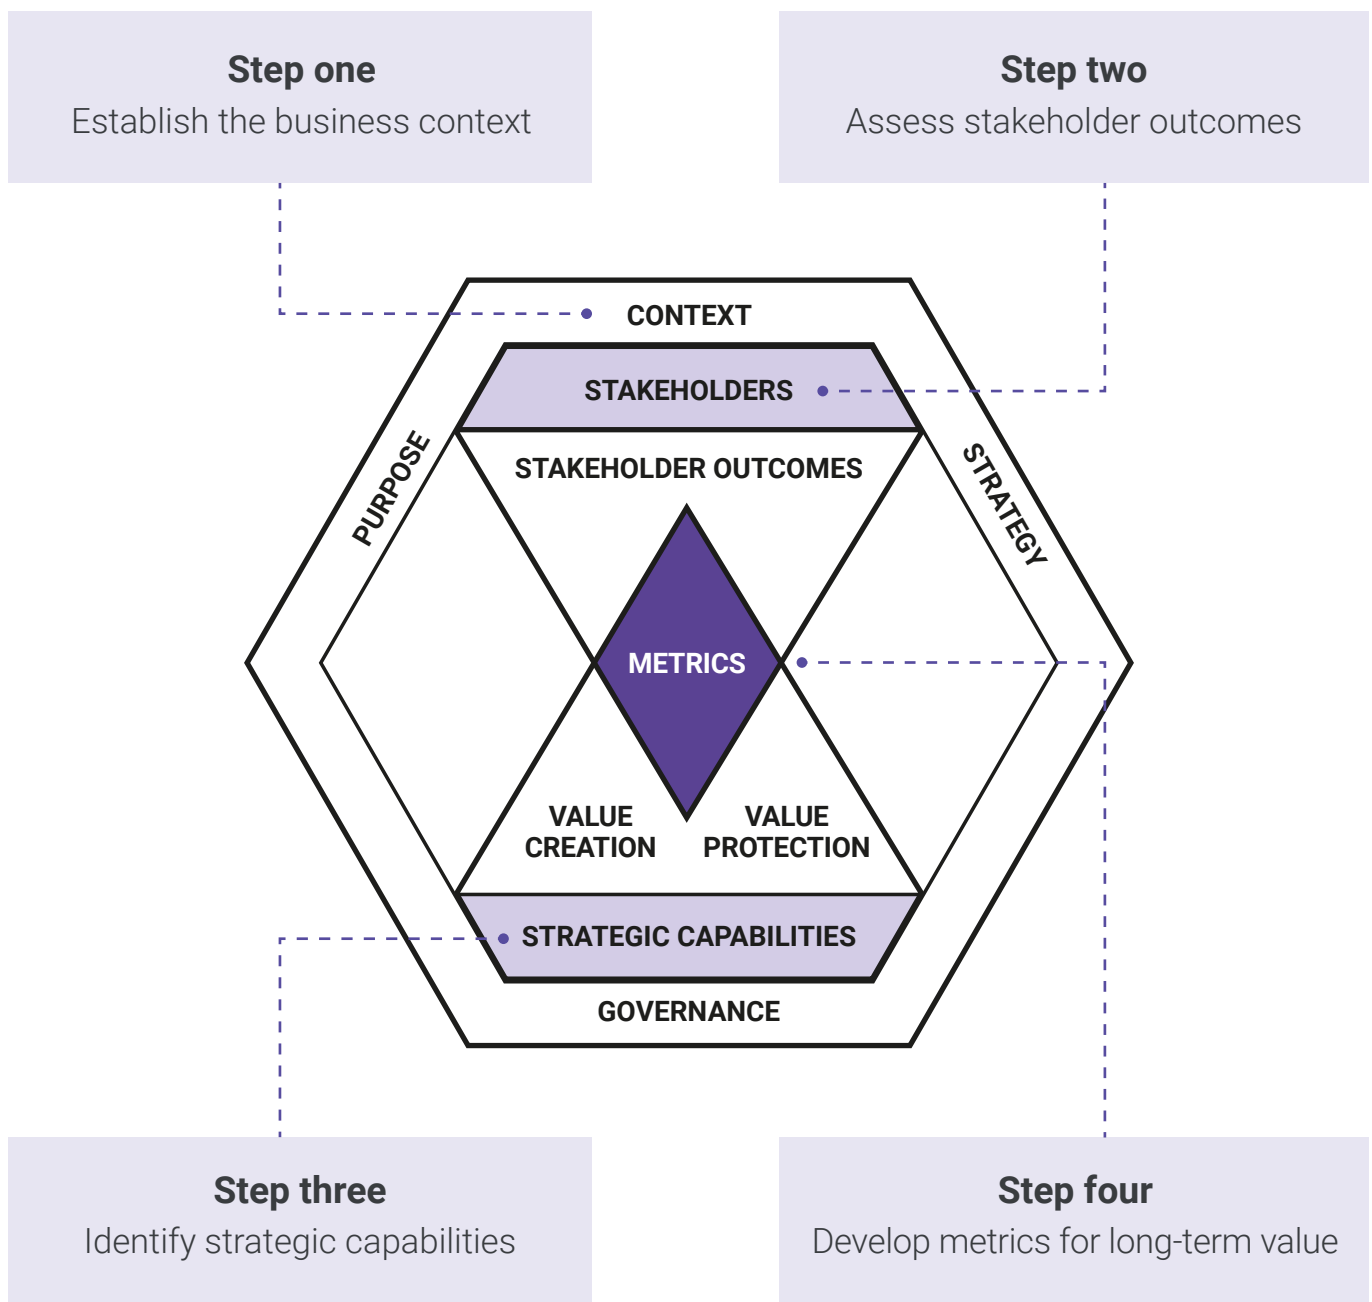 Step one
Establish the business context
Step two
Assess stakeholder outcomes
CONTEXT
STAKEHOLDERS
PURPOSE
STRATEGY
STAKEHOLDER OUTCOMES
METRICS
VALUE
CREATION
VALUE
PROTECTION
STRATEGIC CAPABILITIES
GOVERNANCE
Step three
Identify strategic capabilities
Step four
Develop metrics for long-term value